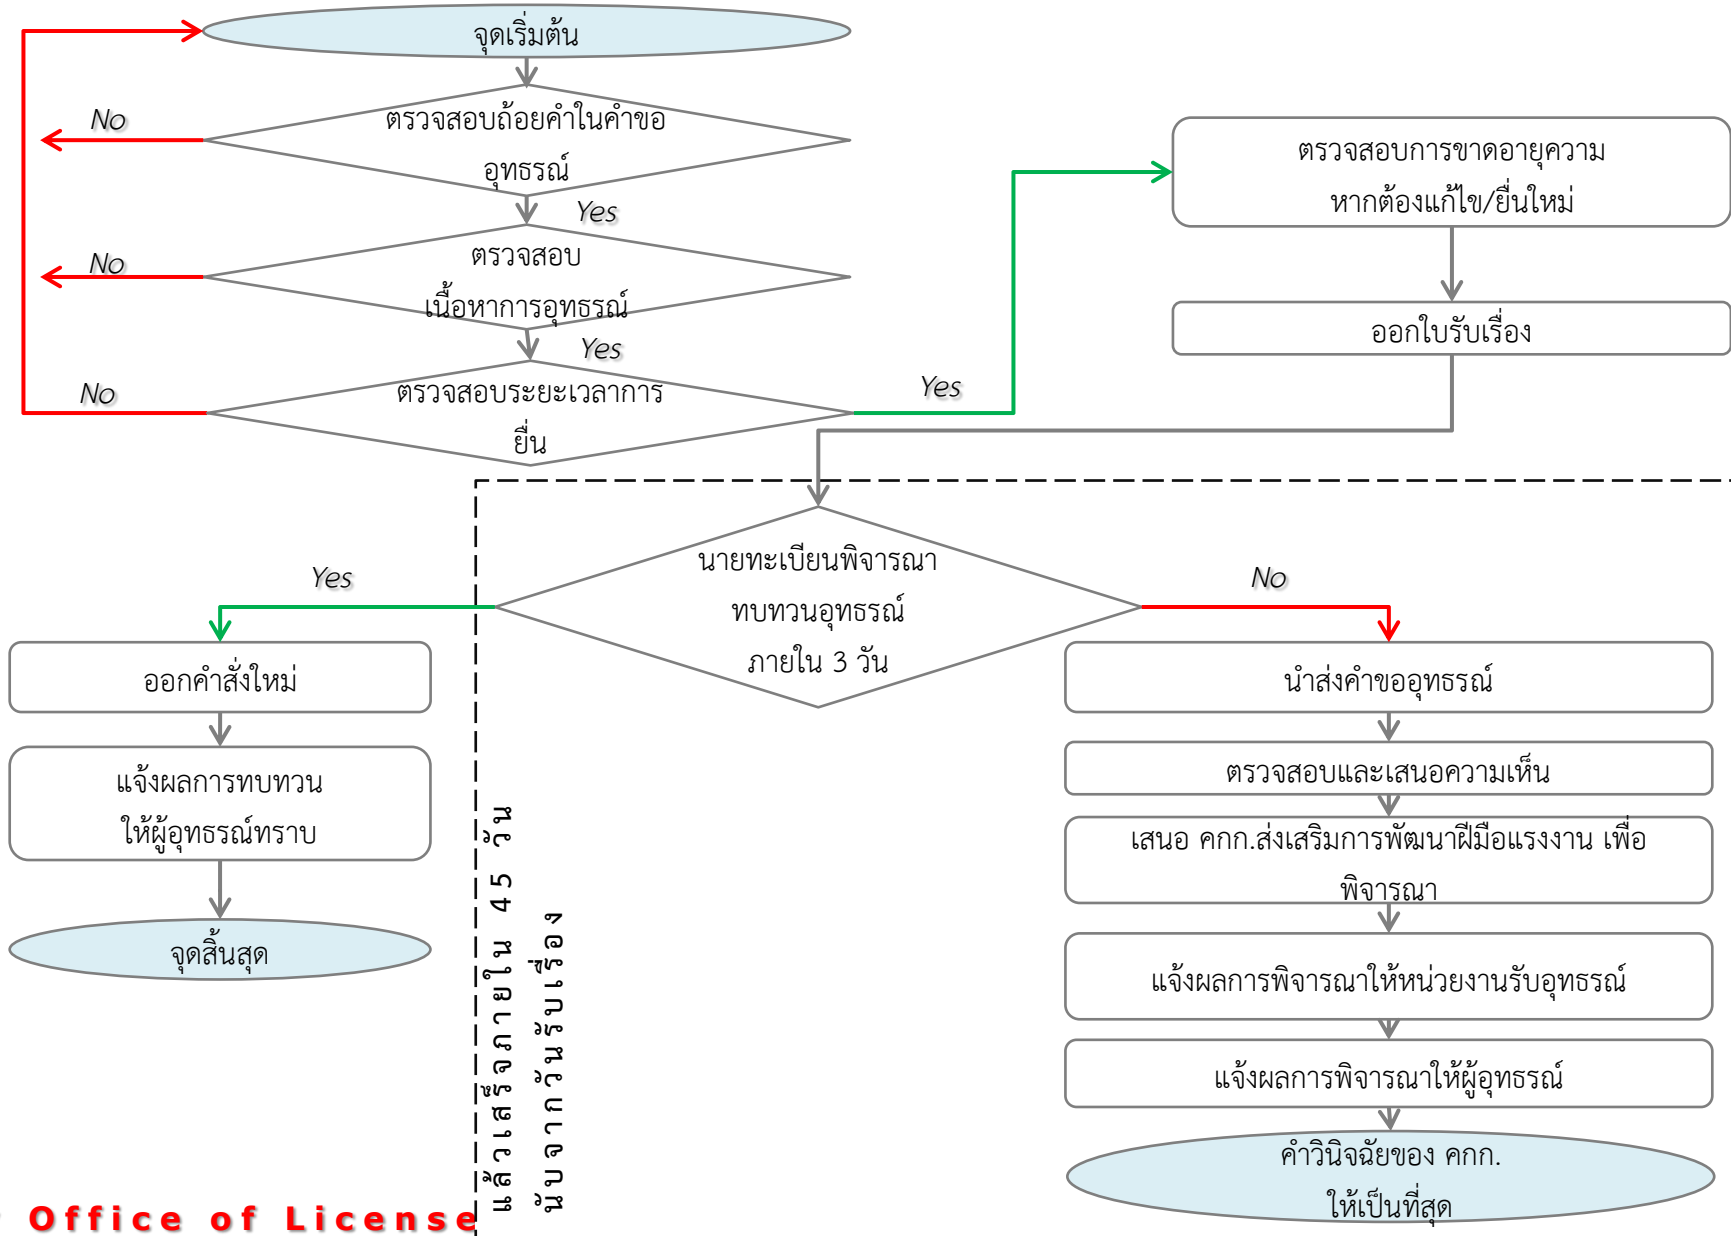 จุดเริ่มต้น
ตรวจสอบถ้อยคำในคำขอ
อุทธรณ์
No
Yes
ตรวจสอบ
เนื้อหาการอุทธรณ์
No
Yes
ตรวจสอบระยะเวลาการ
ยื่น
No
Yes
ตรวจสอบการขาดอายุความ
หากต้องแก้ไข/ยื่นใหม่
ออกใบรับเรื่อง
นายทะเบียนพิจารณา
ทบทวนอุทธรณ์
ภายใน 3 วัน
Yes
No
ออกคำสั่งใหม่
แจ้งผลการทบทวน
ให้ผู้อุทธรณ์ทราบ
จุดสิ้นสุด
แล้วเสร็จภายใน 45 วัน
นับจากวันรับเรื่อง
นำส่งคำขออุทธรณ์
ตรวจสอบและเสนอความเห็น
เสนอ คกก.ส่งเสริมการพัฒนาฝีมือแรงงาน เพื่อ
พิจารณา
แจ้งผลการพิจารณาให้หน่วยงานรับอุทธรณ์
แจ้งผลการพิจารณาให้ผู้อุทธรณ์
คำวินิจฉัยของ คกก.
ให้เป็นที่สุด
Office of License